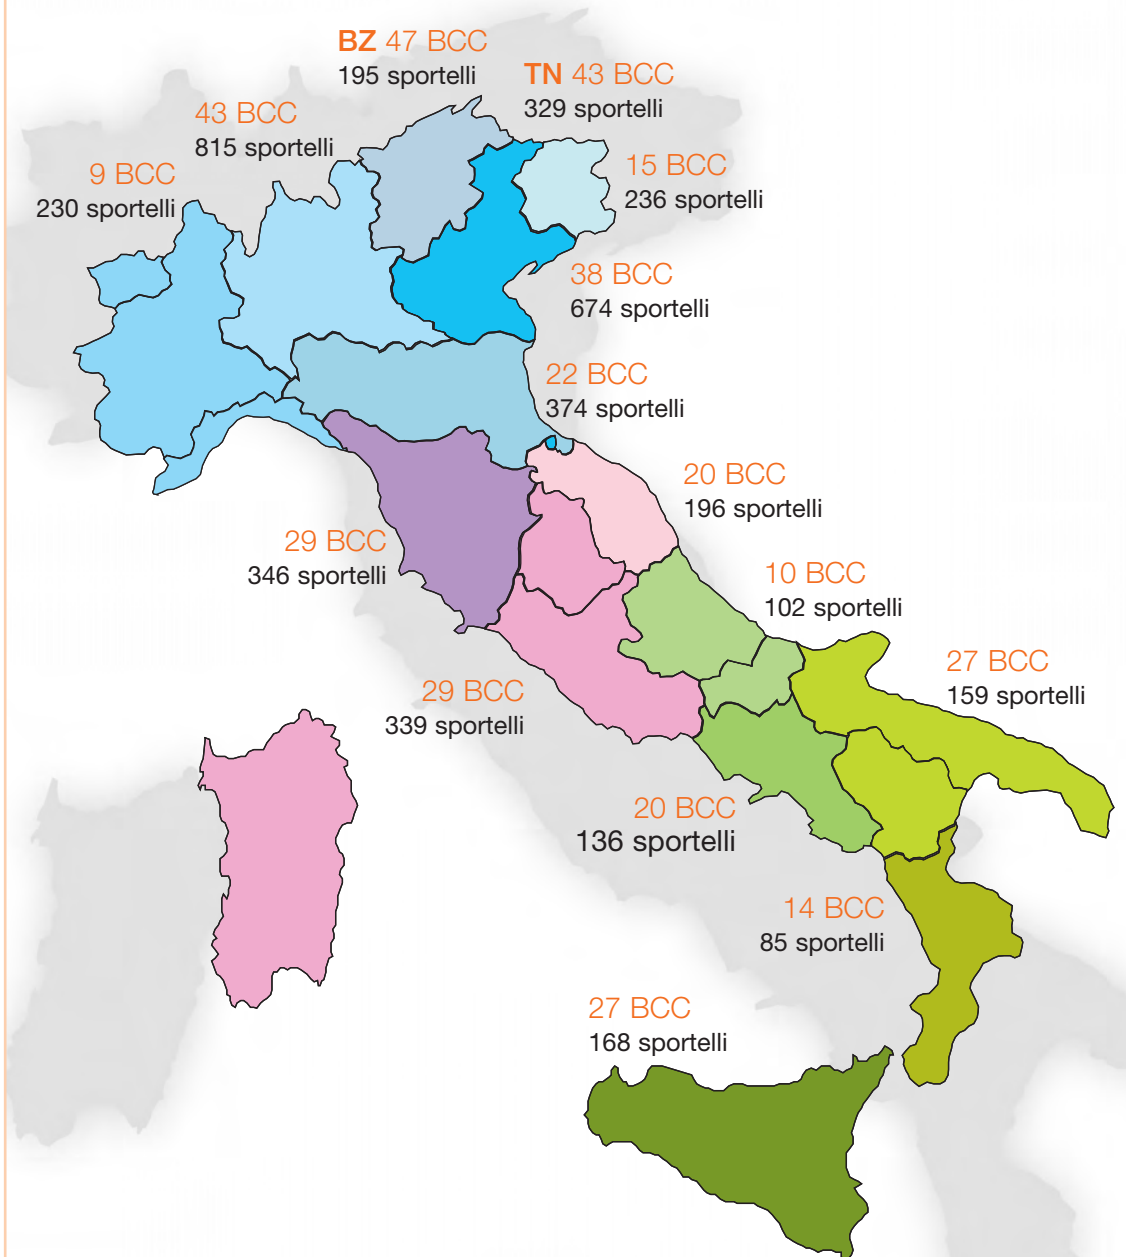 BZ 47 BCC
195 sportelli
TN 43 BCC
329 sportelli
43 BCC
815 sportelli
9 BCC
230 sportelli
15 BCC
236 sportelli
38 BCC
674 sportelli
22 BCC
374 sportelli
20 BCC
196 sportelli
29 BCC
346 sportelli
10 BCC
102 sportelli
27 BCC
159 sportelli
29 BCC
339 sportelli
20 BCC
136 sportelli
14 BCC
85 sportelli
27 BCC
168 sportelli